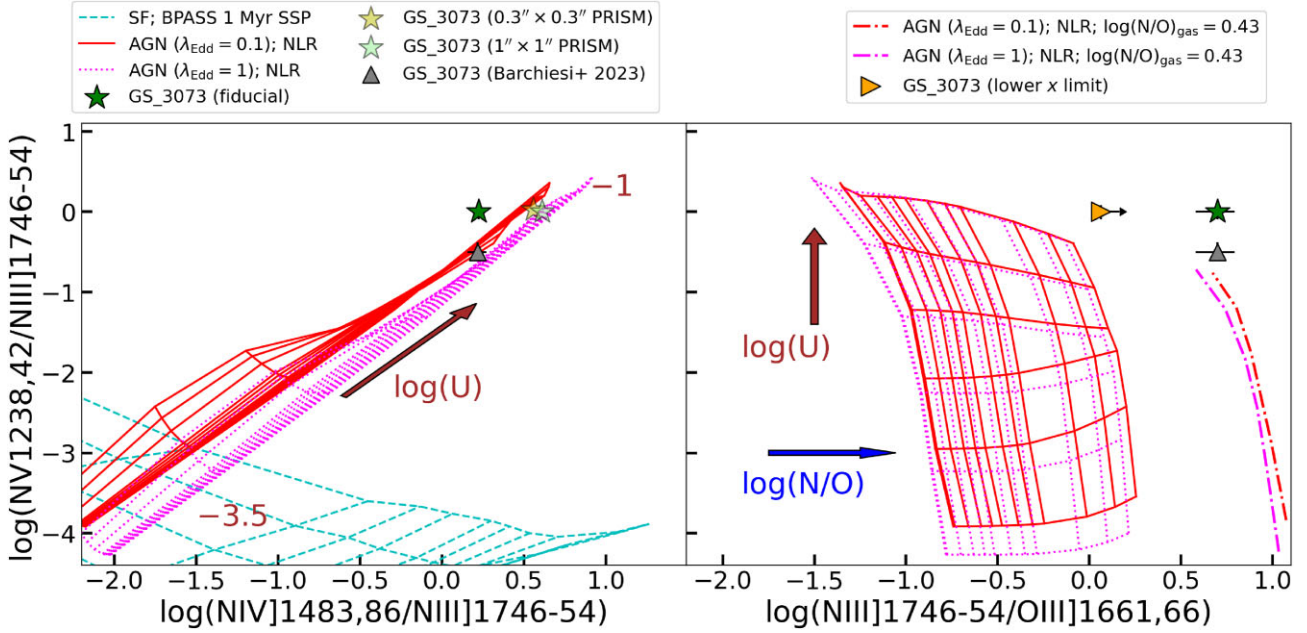 SF; BPASS 1 Myr SSP
AGN (λEdd = 0.1); NLR
AGN (λEdd = 1); NLR
GS_3073 (fiducial)
GS_3073 (0.3″ × 0.3″ PRISM)
GS_3073 (1″ × 1″ PRISM)
GS_3073 (Barchiesi+ 2023)
AGN (λEdd = 0.1); NLR; log(N/O)gas = 0.43
AGN (λEdd = 1); NLR; log(N/O)gas = 0.43
GS_3073 (lower x limit)
log(NV1238,42/NIII]1746-54)
1
0
−1
−2
−3
−4
−1
log(U)
−3.5
log(U)
log(N/O)
−2.0 −1.5 −1.0 −0.5 0.0 0.5 1.0
−2.0 −1.5 −1.0 −0.5 0.0 0.5 1.0
log(NIV]1483,86/NIII]1746-54)
log(NIII]1746-54/OIII]1661,66)